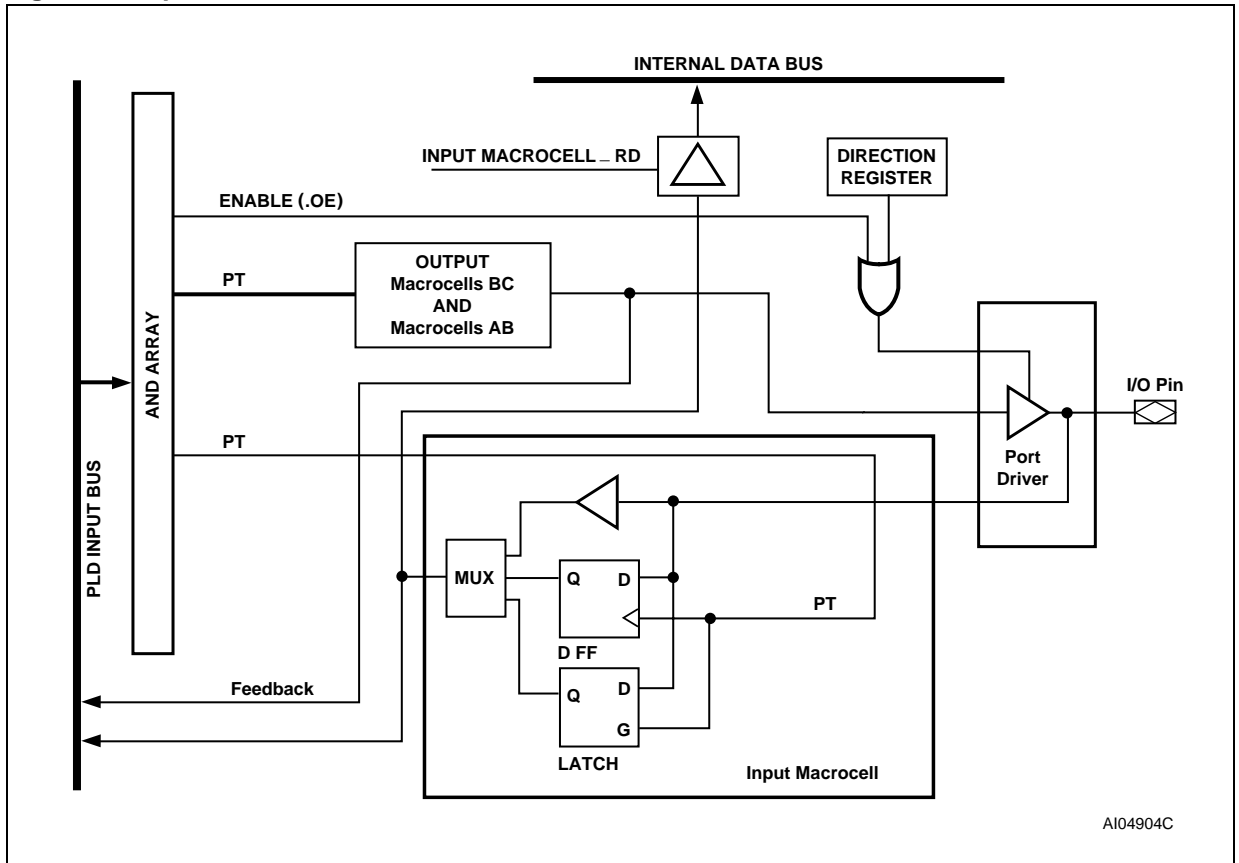 INTERNAL DATA BUS
INPUT MACROCELL _ RD
DIRECTION
REGISTER
ENABLE (.OE)
PT
OUTPUT
Macrocells BC
AND
Macrocells AB
AND ARRAY
PLD INPUT BUS
I/O Pin
Port
Driver
PT
MUX
Q D
D FF
PT
Q D
G
LATCH
Feedback
Input Macrocell
AI04904C